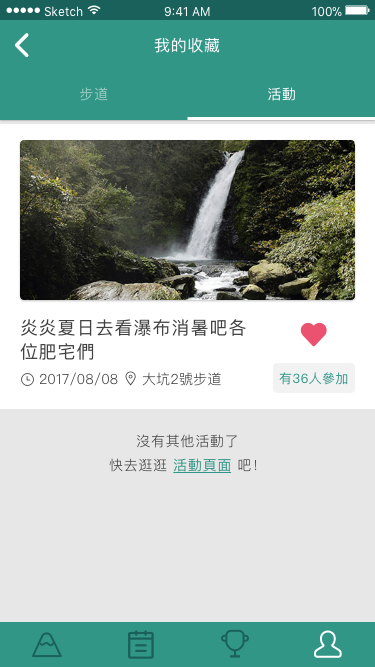 Sketch 9:41 AM 100%
我的收藏
步道 活動
炎炎夏日去看瀑布消暑吧各
位肥宅們
2017/08/08 大坑2號步道
有36人參加
沒有其他活動了
快去逛逛 活動頁面 吧!